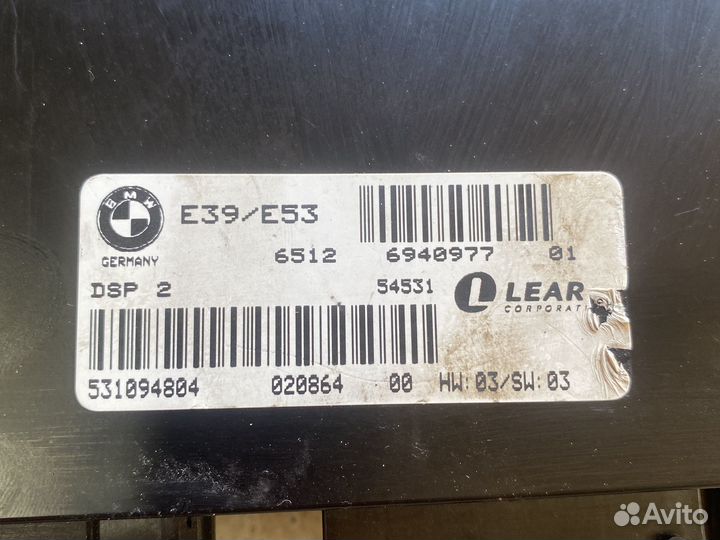 BMW
E39/E53
GERMANY
6512 6940977 01
DSP 2
54531
LEAR
531094804 020864 00 HW:03/SW:03
Avito